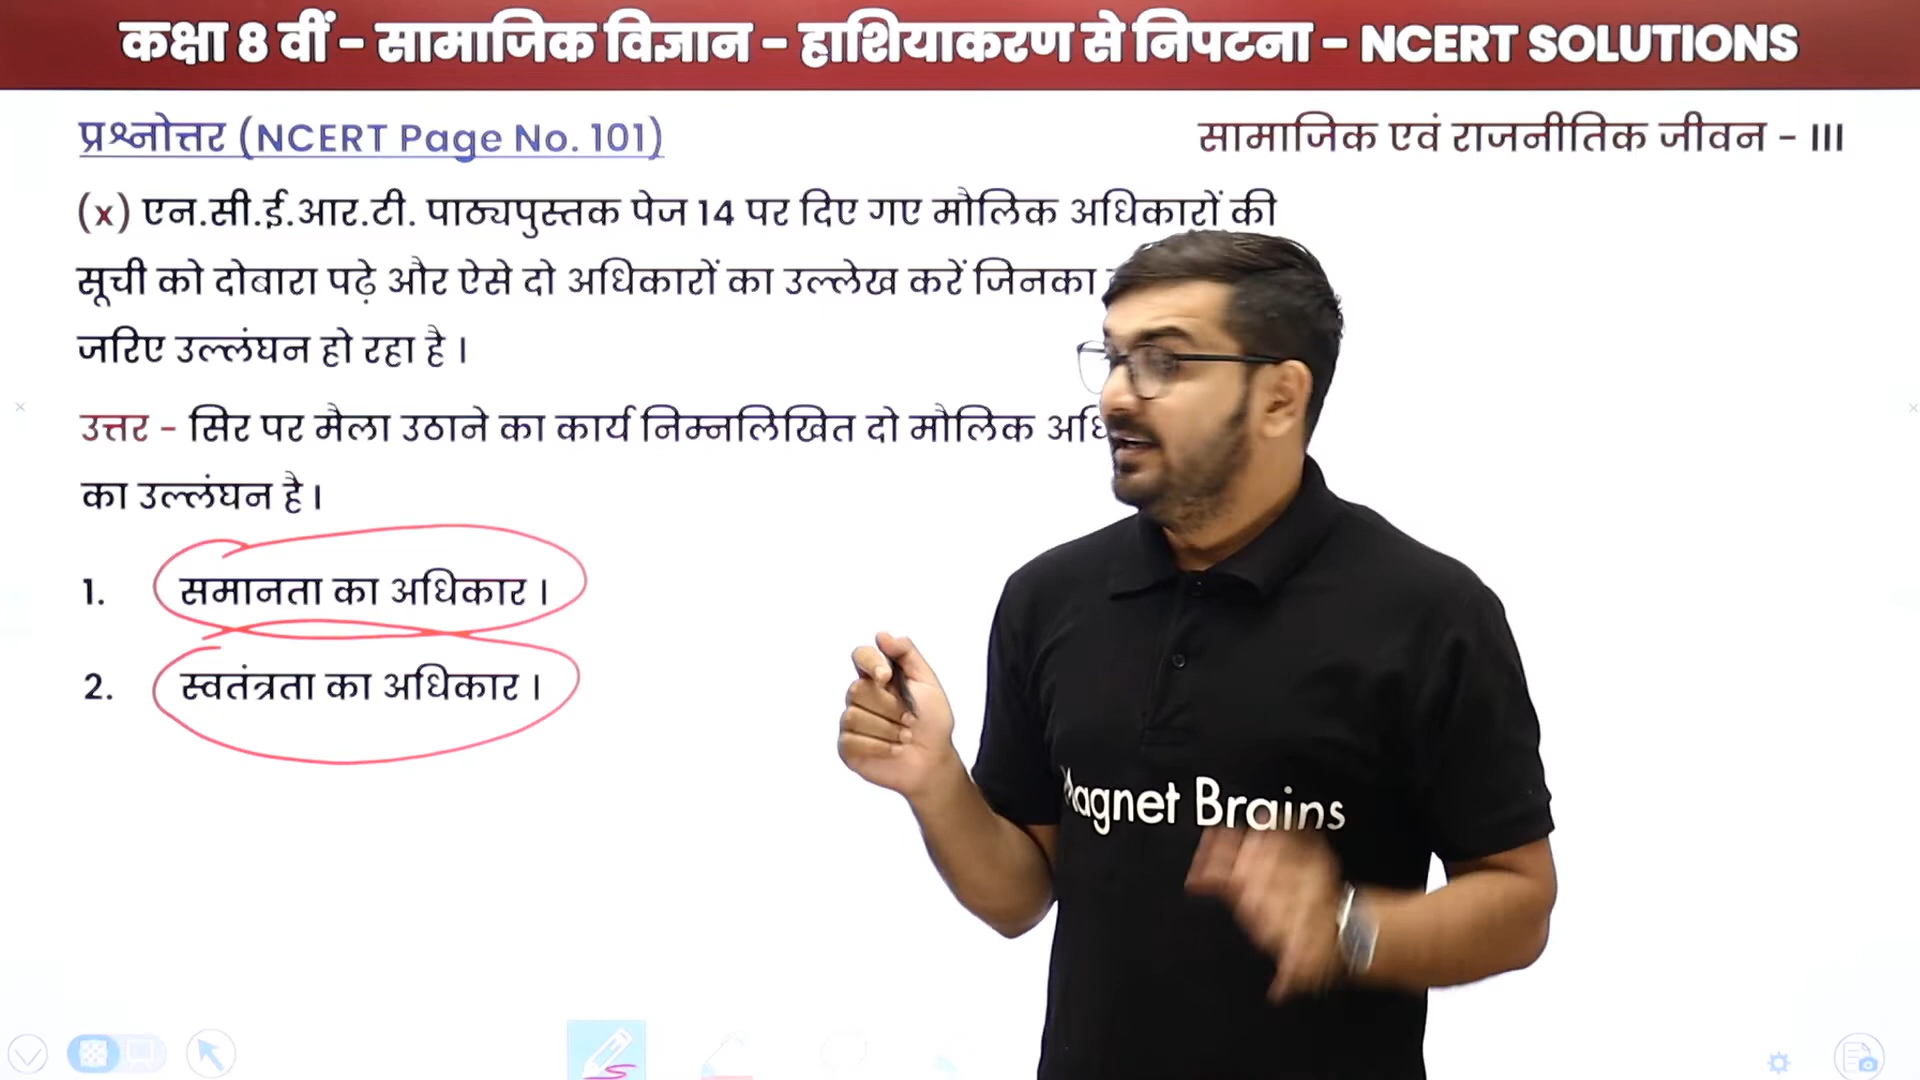 कक्षा 8 वीं - सामाजिक विज्ञान - हाशियाकरण से निपटना - NCERT SOLUTIONS
प्रश्नोत्तर (NCERT Page No. 101)
सामाजिक एवं राजनीतिक जीवन - III
(x) एन.सी.ई.आर.टी. पाठ्यपुस्तक पेज 14 पर दिए गए मौलिक अधिकारों की
सूची को दोबारा पढ़े और ऐसे दो अधिकारों का उल्लेख करें जिनका
जरिए उल्लंघन हो रहा है ।
उत्तर - सिर पर मैला उठाने का कार्य निम्नलिखित दो मौलिक
का उल्लंघन है ।
1. समानता का अधिकार ।
2. स्वतंत्रता का अधिकार ।
Magnet Brains